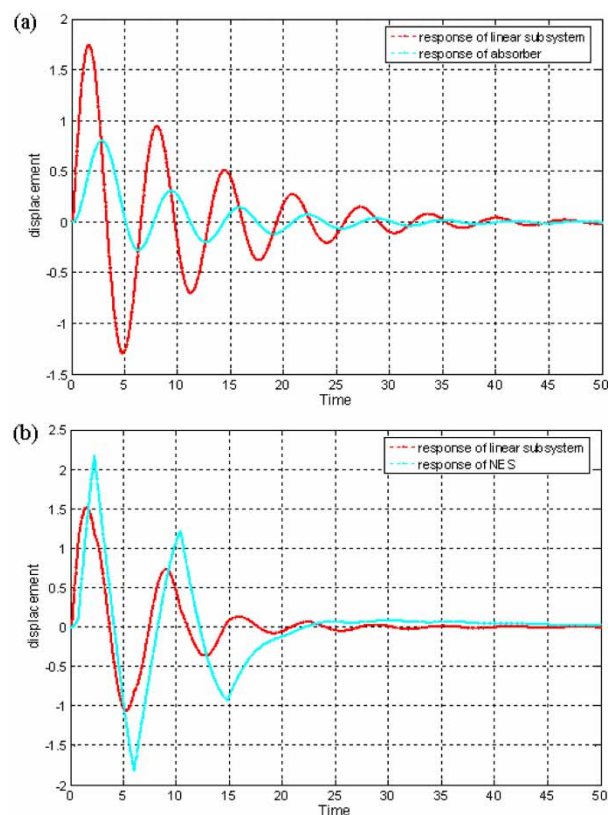 (a)
2
response of linear subsystem
response of absorber
1.5
1
0.5
displacement
0
-0.5
-1
-1.5
0 5 10 15 20 25 30 35 40 45 50
Time
(b)
2.5
response of linear subsystem
response of NES
2
1.5
1
0.5
displacement
0
-0.5
-1
-1.5
-2
0 5 10 15 20 25 30 35 40 45 50
Time